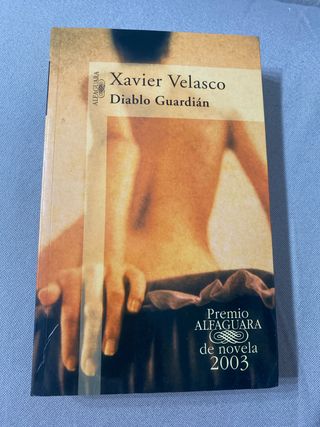 ALFAGUARA
Xavier Velasco
Diablo Guardián
Premio
ALFAGUARA
de novela
2003